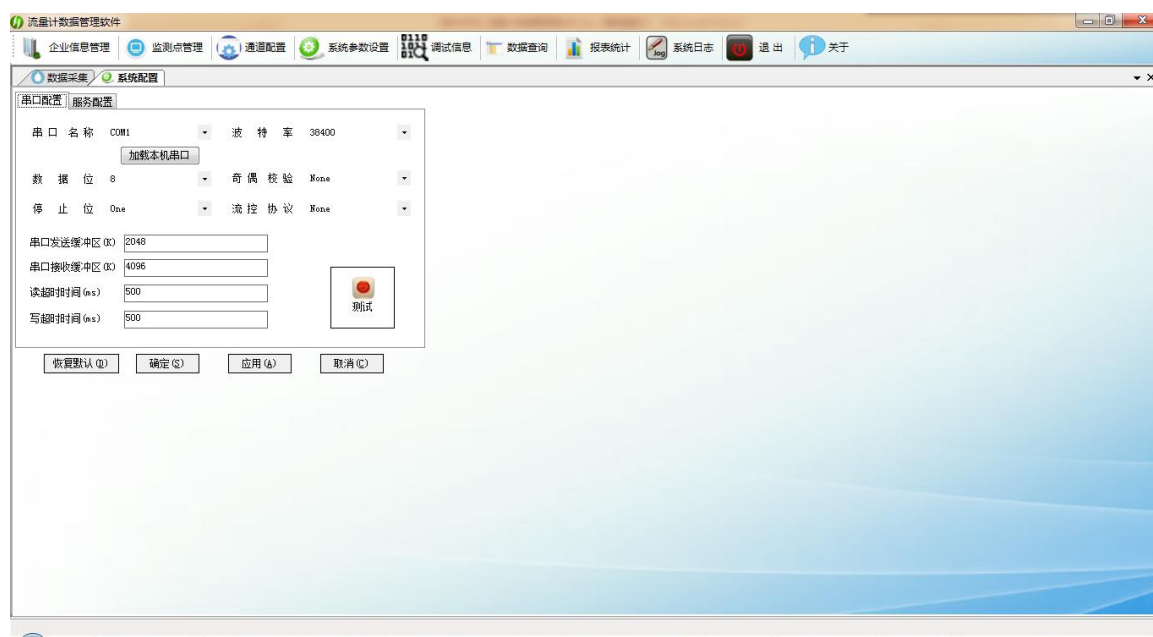 流量计数据管理软件
企业信息管理 监测点管理 通道配置 系统参数设置 调试信息 数据查询 报表统计 log 系统日志 退出 关于
数据采集 系统配置
串口配置 服务配置
串口名称 COM1 波特率 38400
加载本机串口
数据位 8 奇偶校验 None
停止位 One 流控协议 None
串口发送缓冲区(K) 2048
串口接收缓冲区(K) 4096
读超时时间(ms) 500
写超时时间(ms) 500
测试
恢复默认(D) 确定(S) 应用(A) 取消(C)